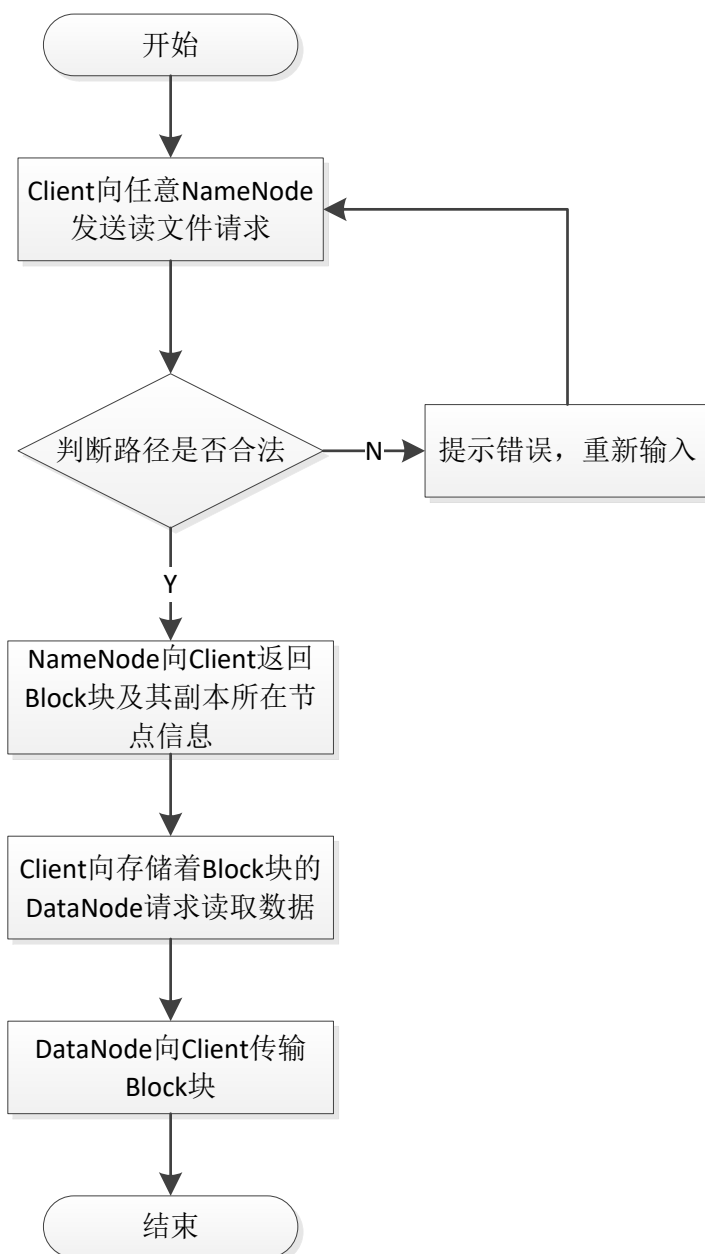 开始
Client向任意NameNode
发送读文件请求
判断路径是否合法
N
提示错误，重新输入
Y
NameNode向Client返回
Block块及其副本所在节
点信息
Client向存储着Block块的
DataNode请求读取数据
DataNode向Client传输
Block块
结束